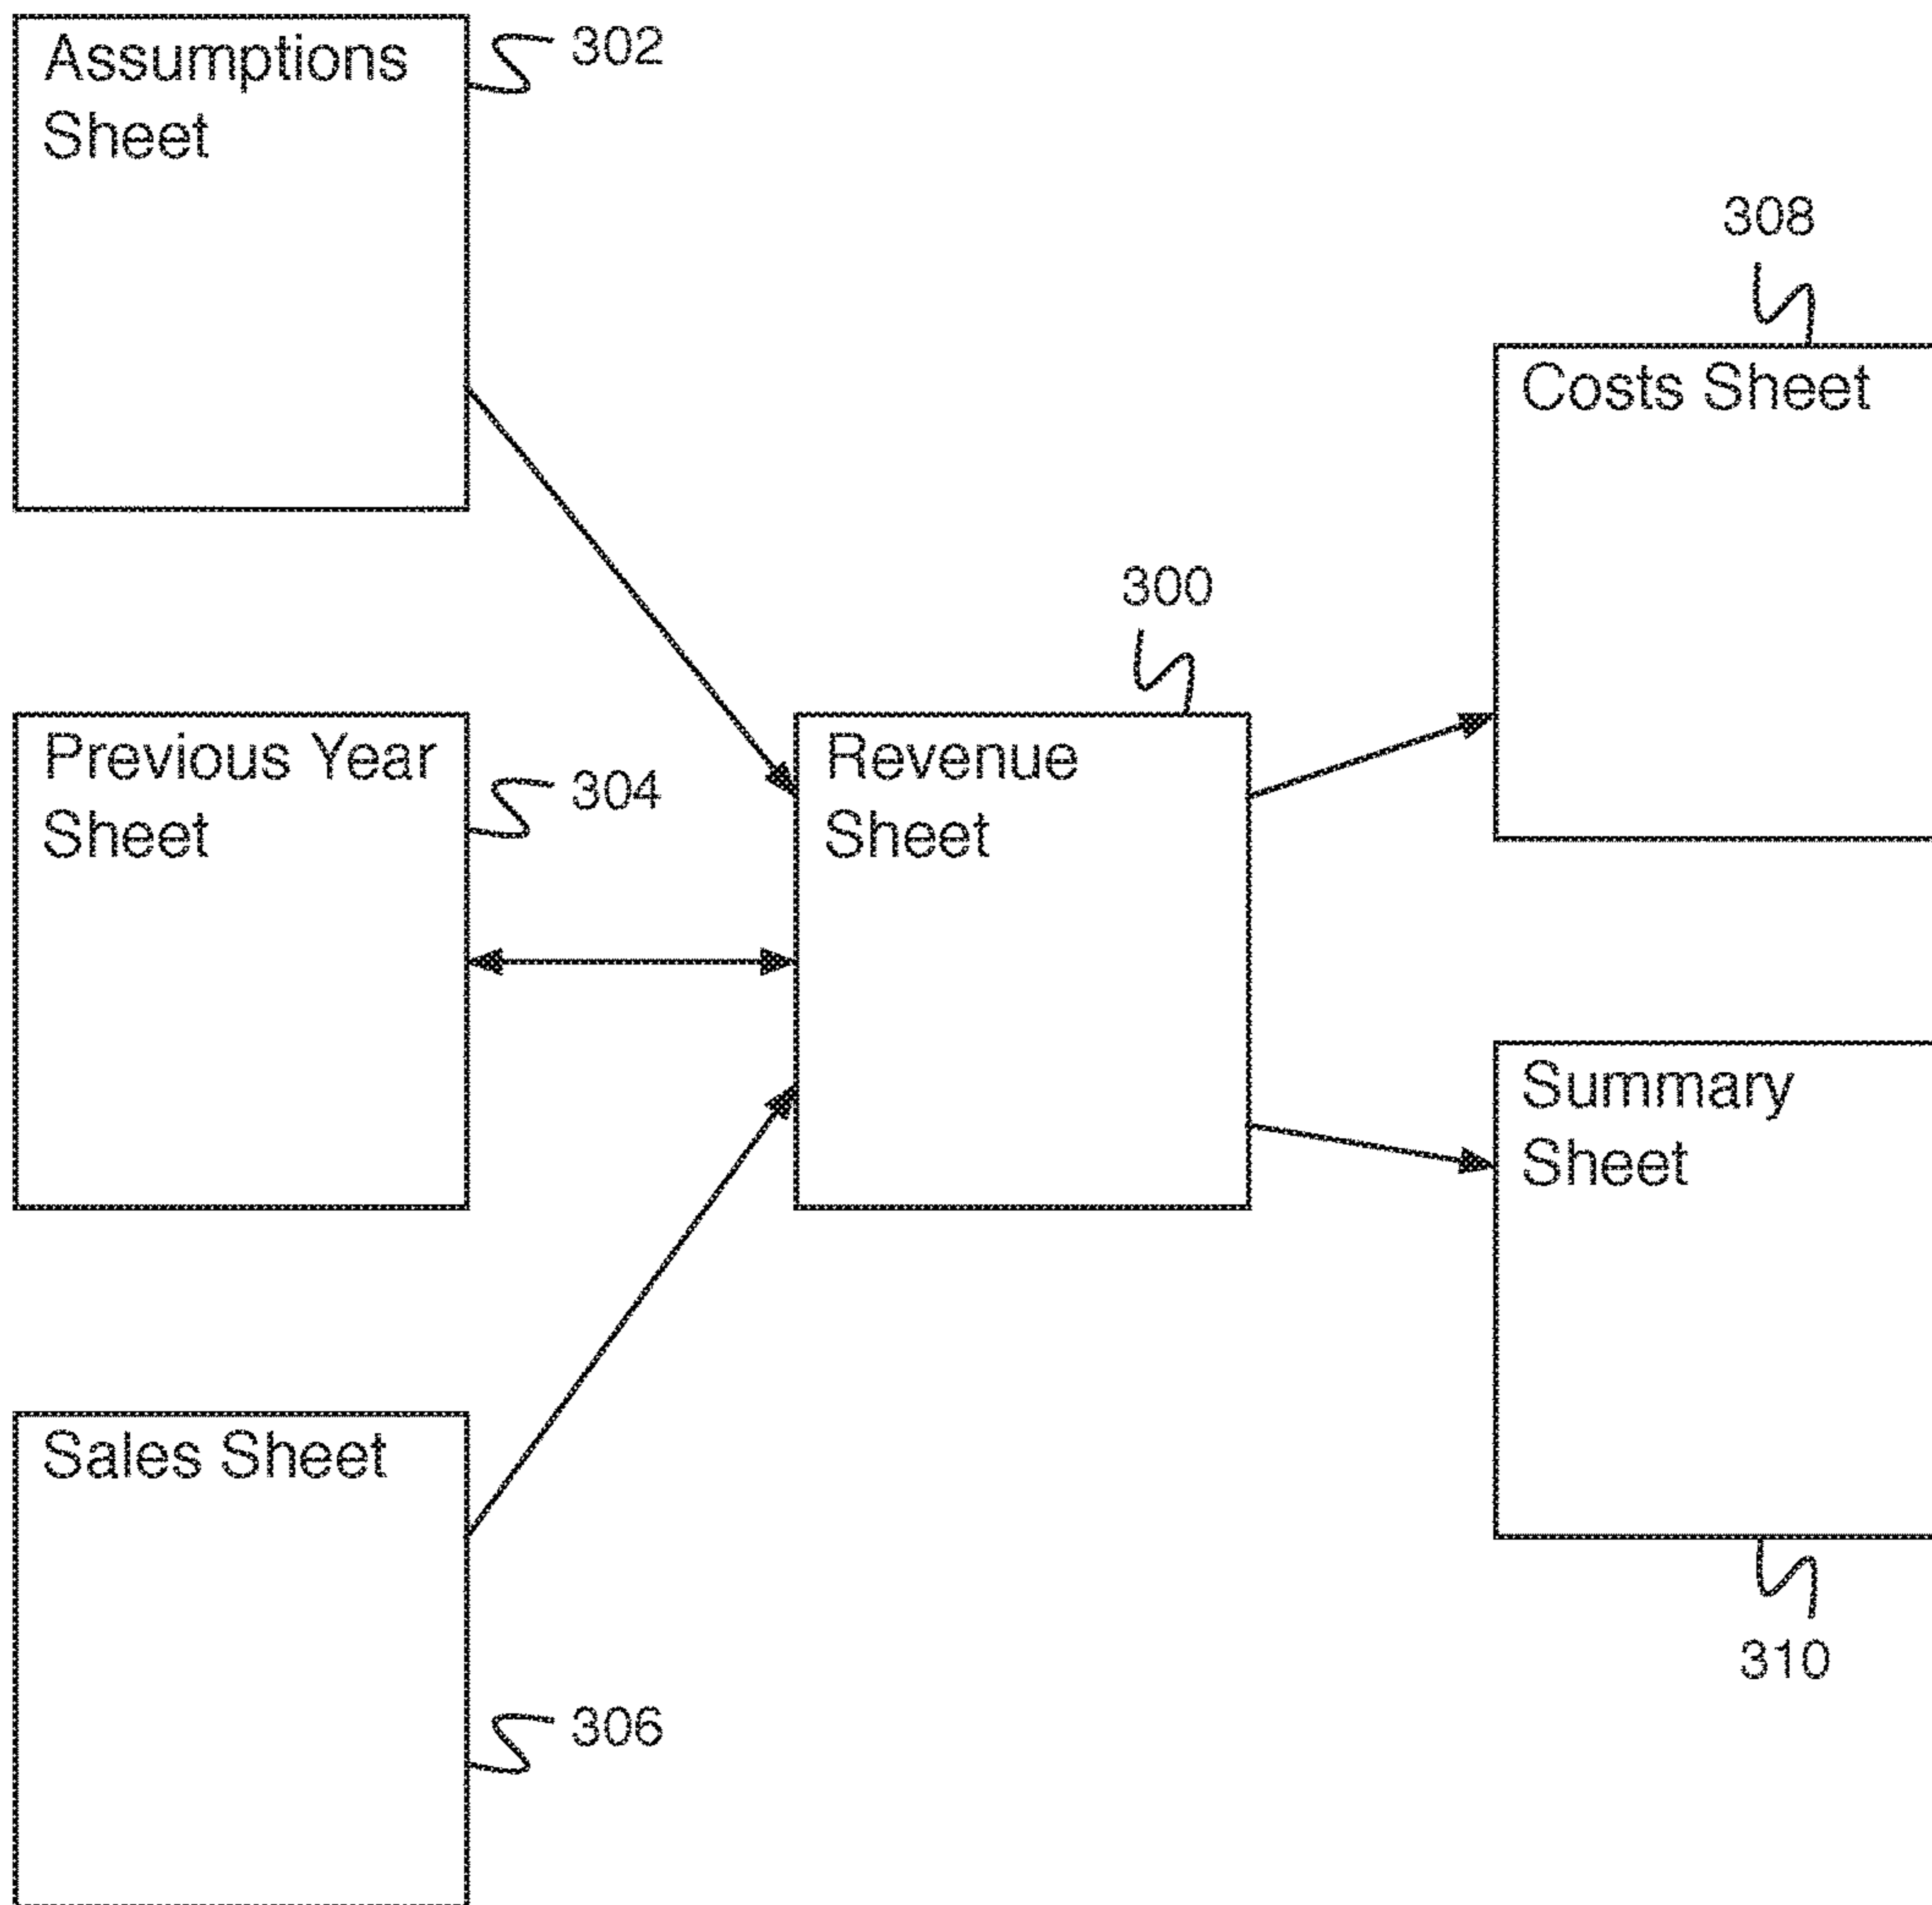 Assumptions
Sheet
302
308
Costs Sheet
300
Previous Year
Sheet
304
Revenue
Sheet
Summary
Sheet
Sales Sheet
310
306